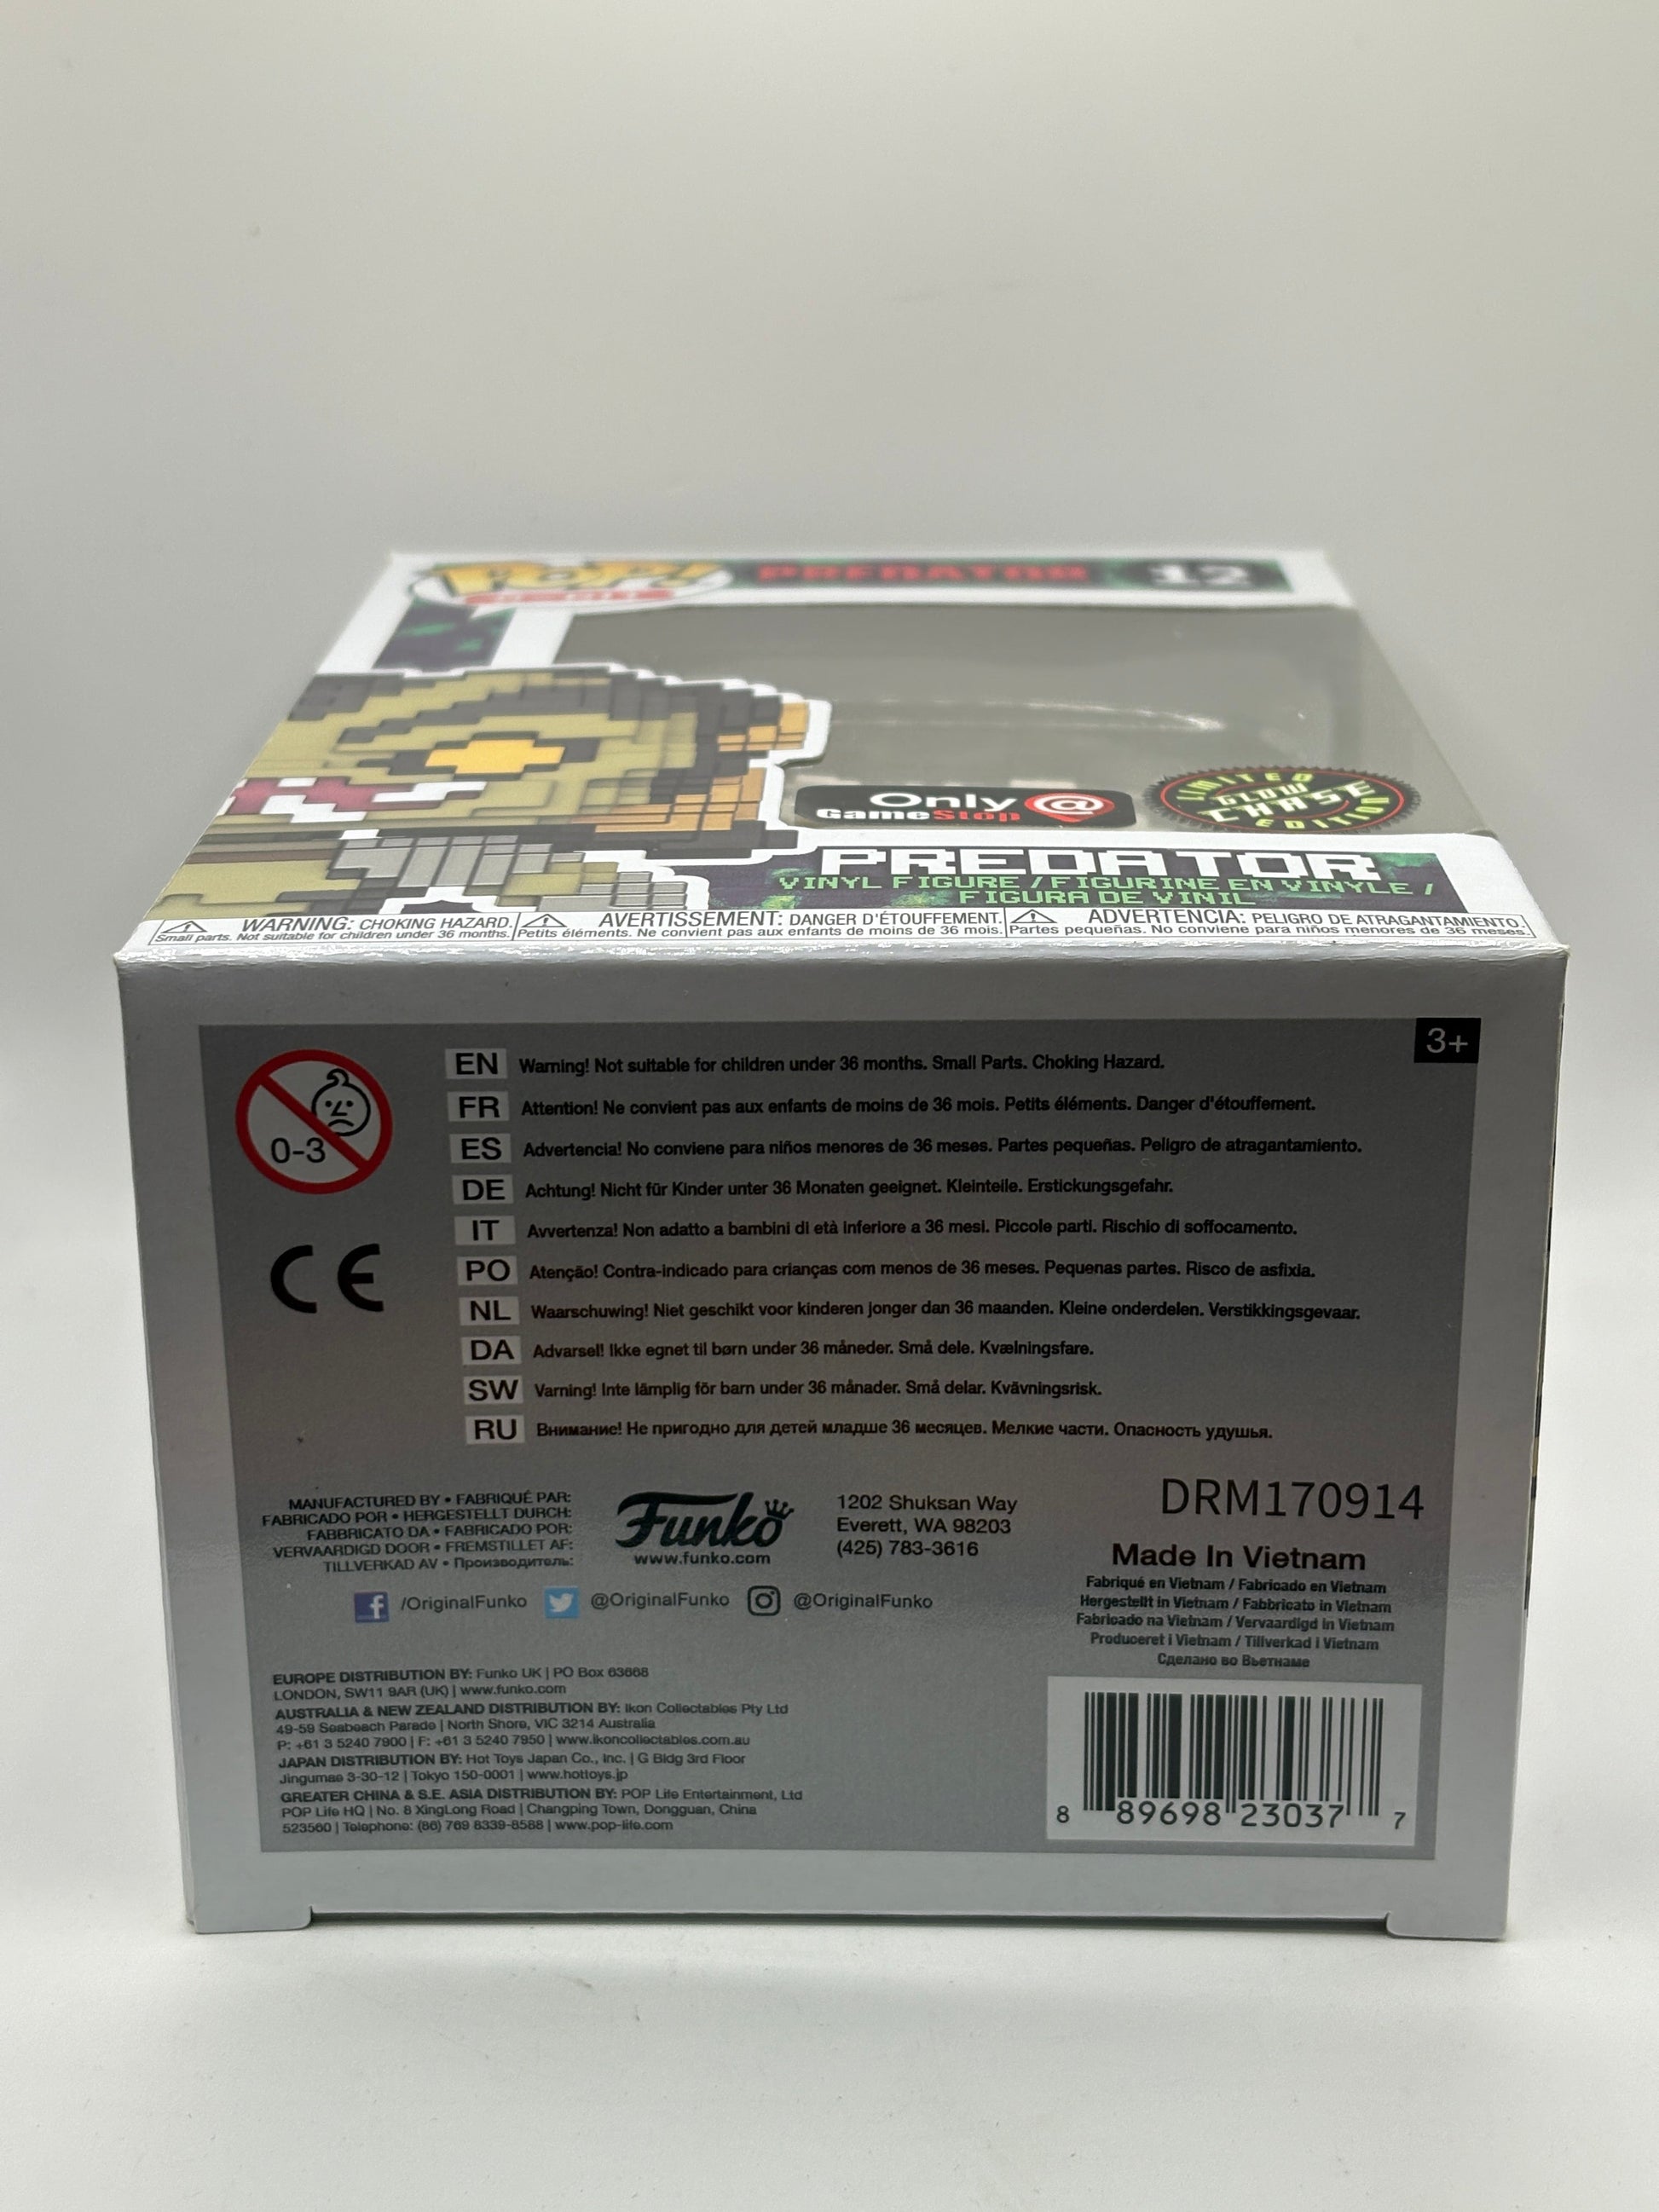 POP!
PREDATOR
12
Only @
GameStop
LIMITED
GLOW
CHASE
EDITION
PREDATOR
VINYL FIGURE / FIGURINE EN VINYLE /
FIGURA DE VINIL
WARNING: CHOKING HAZARD.
Small parts. Not suitable for children under 36 months.
AVERTISSEMENT: DANGER D'ÉTOUFFEMENT.
Petits éléments. Ne convient pas aux enfants de moins de 36 mois.
ADVERTENCIA: PELIGRO DE ATRAGANTAMIENTO.
Partes pequeñas. No conviene para niños menores de 36 meses.
3+
0-3
CE
EN Warning! Not suitable for children under 36 months. Small Parts. Choking Hazard.
FR Attention! Ne convient pas aux enfants de moins de 36 mois. Petits éléments. Danger d'étouffement.
ES Advertencia! No conviene para niños menores de 36 meses. Partes pequeñas. Peligro de atragantamiento.
DE Achtung! Nicht für Kinder unter 36 Monaten geeignet. Kleinteile. Erstickungsgefahr.
IT Avvertenza! Non adatto a bambini di età inferiore a 36 mesi. Piccole parti. Rischio di soffocamento.
PO Atenção! Contra-indicado para crianças com menos de 36 meses. Pequenas partes. Risco de asfixia.
NL Waarschuwing! Niet geschikt voor kinderen jonger dan 36 maanden. Kleine onderdelen. Verstikkingsgevaar.
DA Advarsel! Ikke egnet til børn under 36 måneder. Små dele. Kvælningsfare.
SW Varning! Inte lämplig för barn under 36 månader. Små delar. Kvävningsrisk.
RU Внимание! Не пригодно для детей младше 36 месяцев. Мелкие части. Опасность удушья.
MANUFACTURED BY • FABRIQUÉ PAR:
FABRICADO POR • HERGESTELLT DURCH:
FABBRICATO DA • FABRICADO POR:
VERVAARDIGD DOOR • FREMSTILLET AF:
TILLVERKAD AV • Производитель:
Funko
www.funko.com
1202 Shuksan Way
Everett, WA 98203
(425) 783-3616
/OriginalFunko
@OriginalFunko
@OriginalFunko
DRM170914
Made In Vietnam
Fabriqué en Vietnam / Fabricado en Vietnam
Hergestellt in Vietnam / Fabbricato in Vietnam
Fabricado na Vietnam / Vervaardigd in Vietnam
Produceret i Vietnam / Tillverkad i Vietnam
Сделано во Вьетнаме
EUROPE DISTRIBUTION BY: Funko UK | PO Box 63668
LONDON, SW11 9AR (UK) | www.funko.com
AUSTRALIA & NEW ZEALAND DISTRIBUTION BY: Ikon Collectables Pty Ltd
49-59 Seabeach Parade | North Shore, VIC 3214 Australia
P: +61 3 5240 7900 | F: +61 3 5240 7950 | www.ikoncollectables.com.au
JAPAN DISTRIBUTION BY: Hot Toys Japan Co., Inc. | G Bldg 3rd Floor
Jingumae 3-30-12 | Tokyo 150-0001 | www.hottoys.jp
GREATER CHINA & S.E. ASIA DISTRIBUTION BY: POP Life Entertainment, Ltd
POP Life HQ | No. 8 XingLong Road | Changping Town, Dongguan, China
523560 | Telephone: (86) 769 8339-8588 | www.pop-life.com
8 89698 23037 7